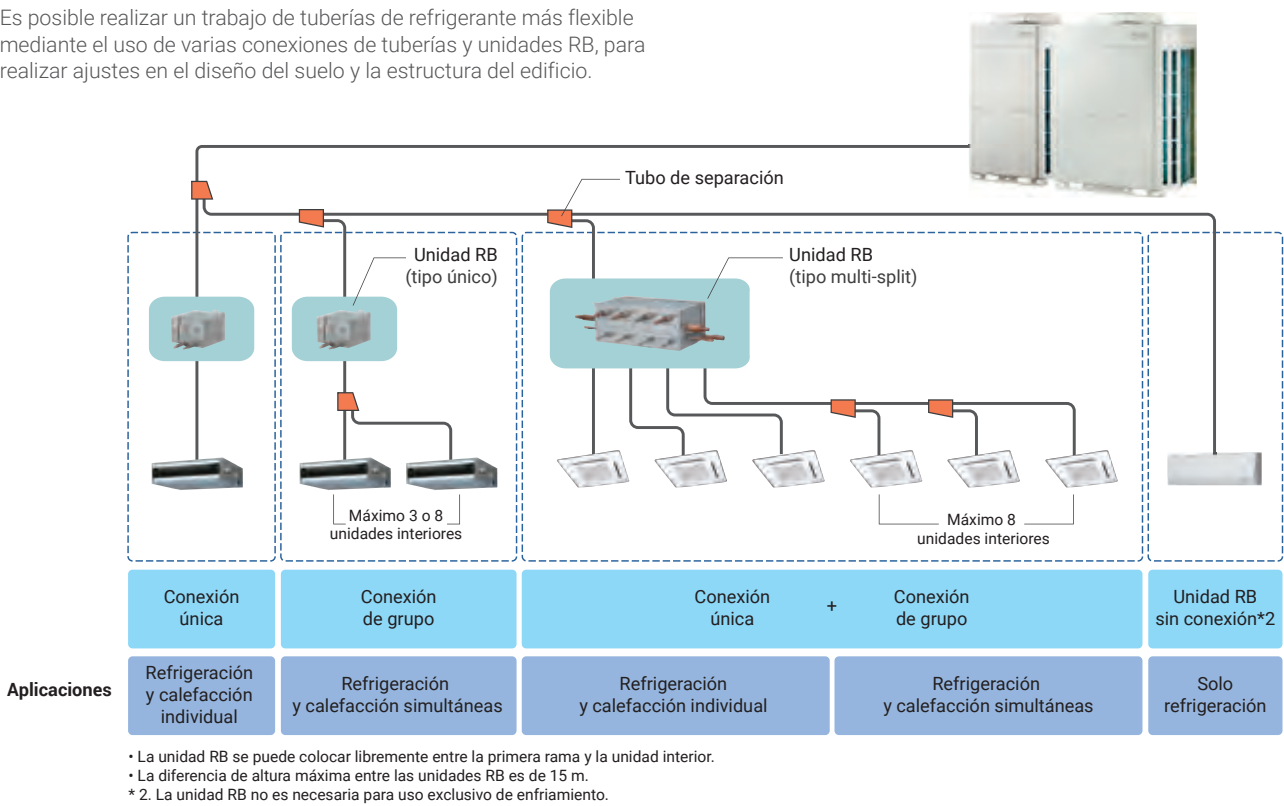 Es posible realizar un trabajo de tuberías de refrigerante más flexible
mediante el uso de varias conexiones de tuberías y unidades RB, para
realizar ajustes en el diseño del suelo y la estructura del edificio.
Tubo de separación
Unidad RB
(tipo único)
Unidad RB
(tipo multi-split)
Máximo 3 o 8
unidades interiores
Máximo 8
unidades interiores
Conexión
única
Conexión
de grupo
Conexión
única
+
Conexión
de grupo
Unidad RB
sin conexión*2
Aplicaciones
Refrigeración
y calefacción
individual
Refrigeración
y calefacción simultáneas
Refrigeración
y calefacción individual
Refrigeración
y calefacción simultáneas
Solo
refrigeración
• La unidad RB se puede colocar libremente entre la primera rama y la unidad interior.
• La diferencia de altura máxima entre las unidades RB es de 15 m.
* 2. La unidad RB no es necesaria para uso exclusivo de enfriamiento.